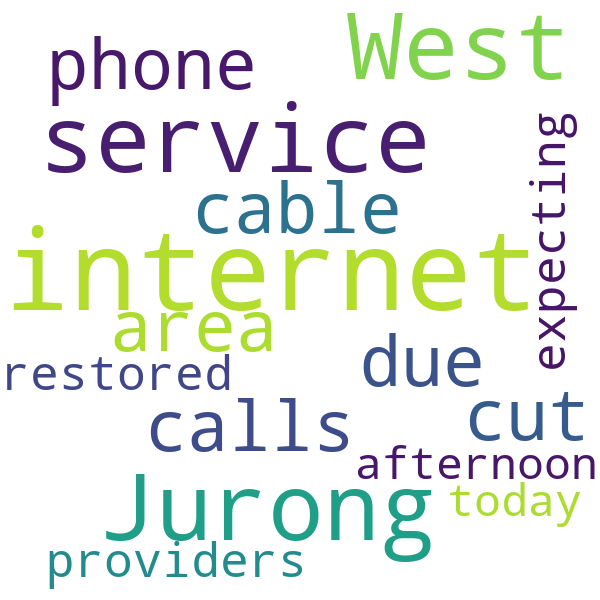 West
phone
service
expecting
cable
internet
area
due
restored
cut
calls
afternoon
Jurong
today
providers